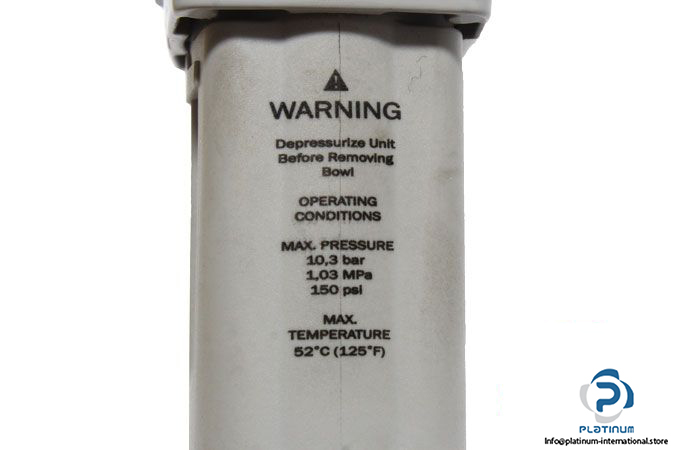 WARNING
Depressurize Unit
Before Removing
Bowl
OPERATING
CONDITIONS
MAX. PRESSURE
10,3 bar
1,03 MPa
150 psi
MAX.
TEMPERATURE
52°C (125°F)
PLATINUM
Info@platinum-international.store